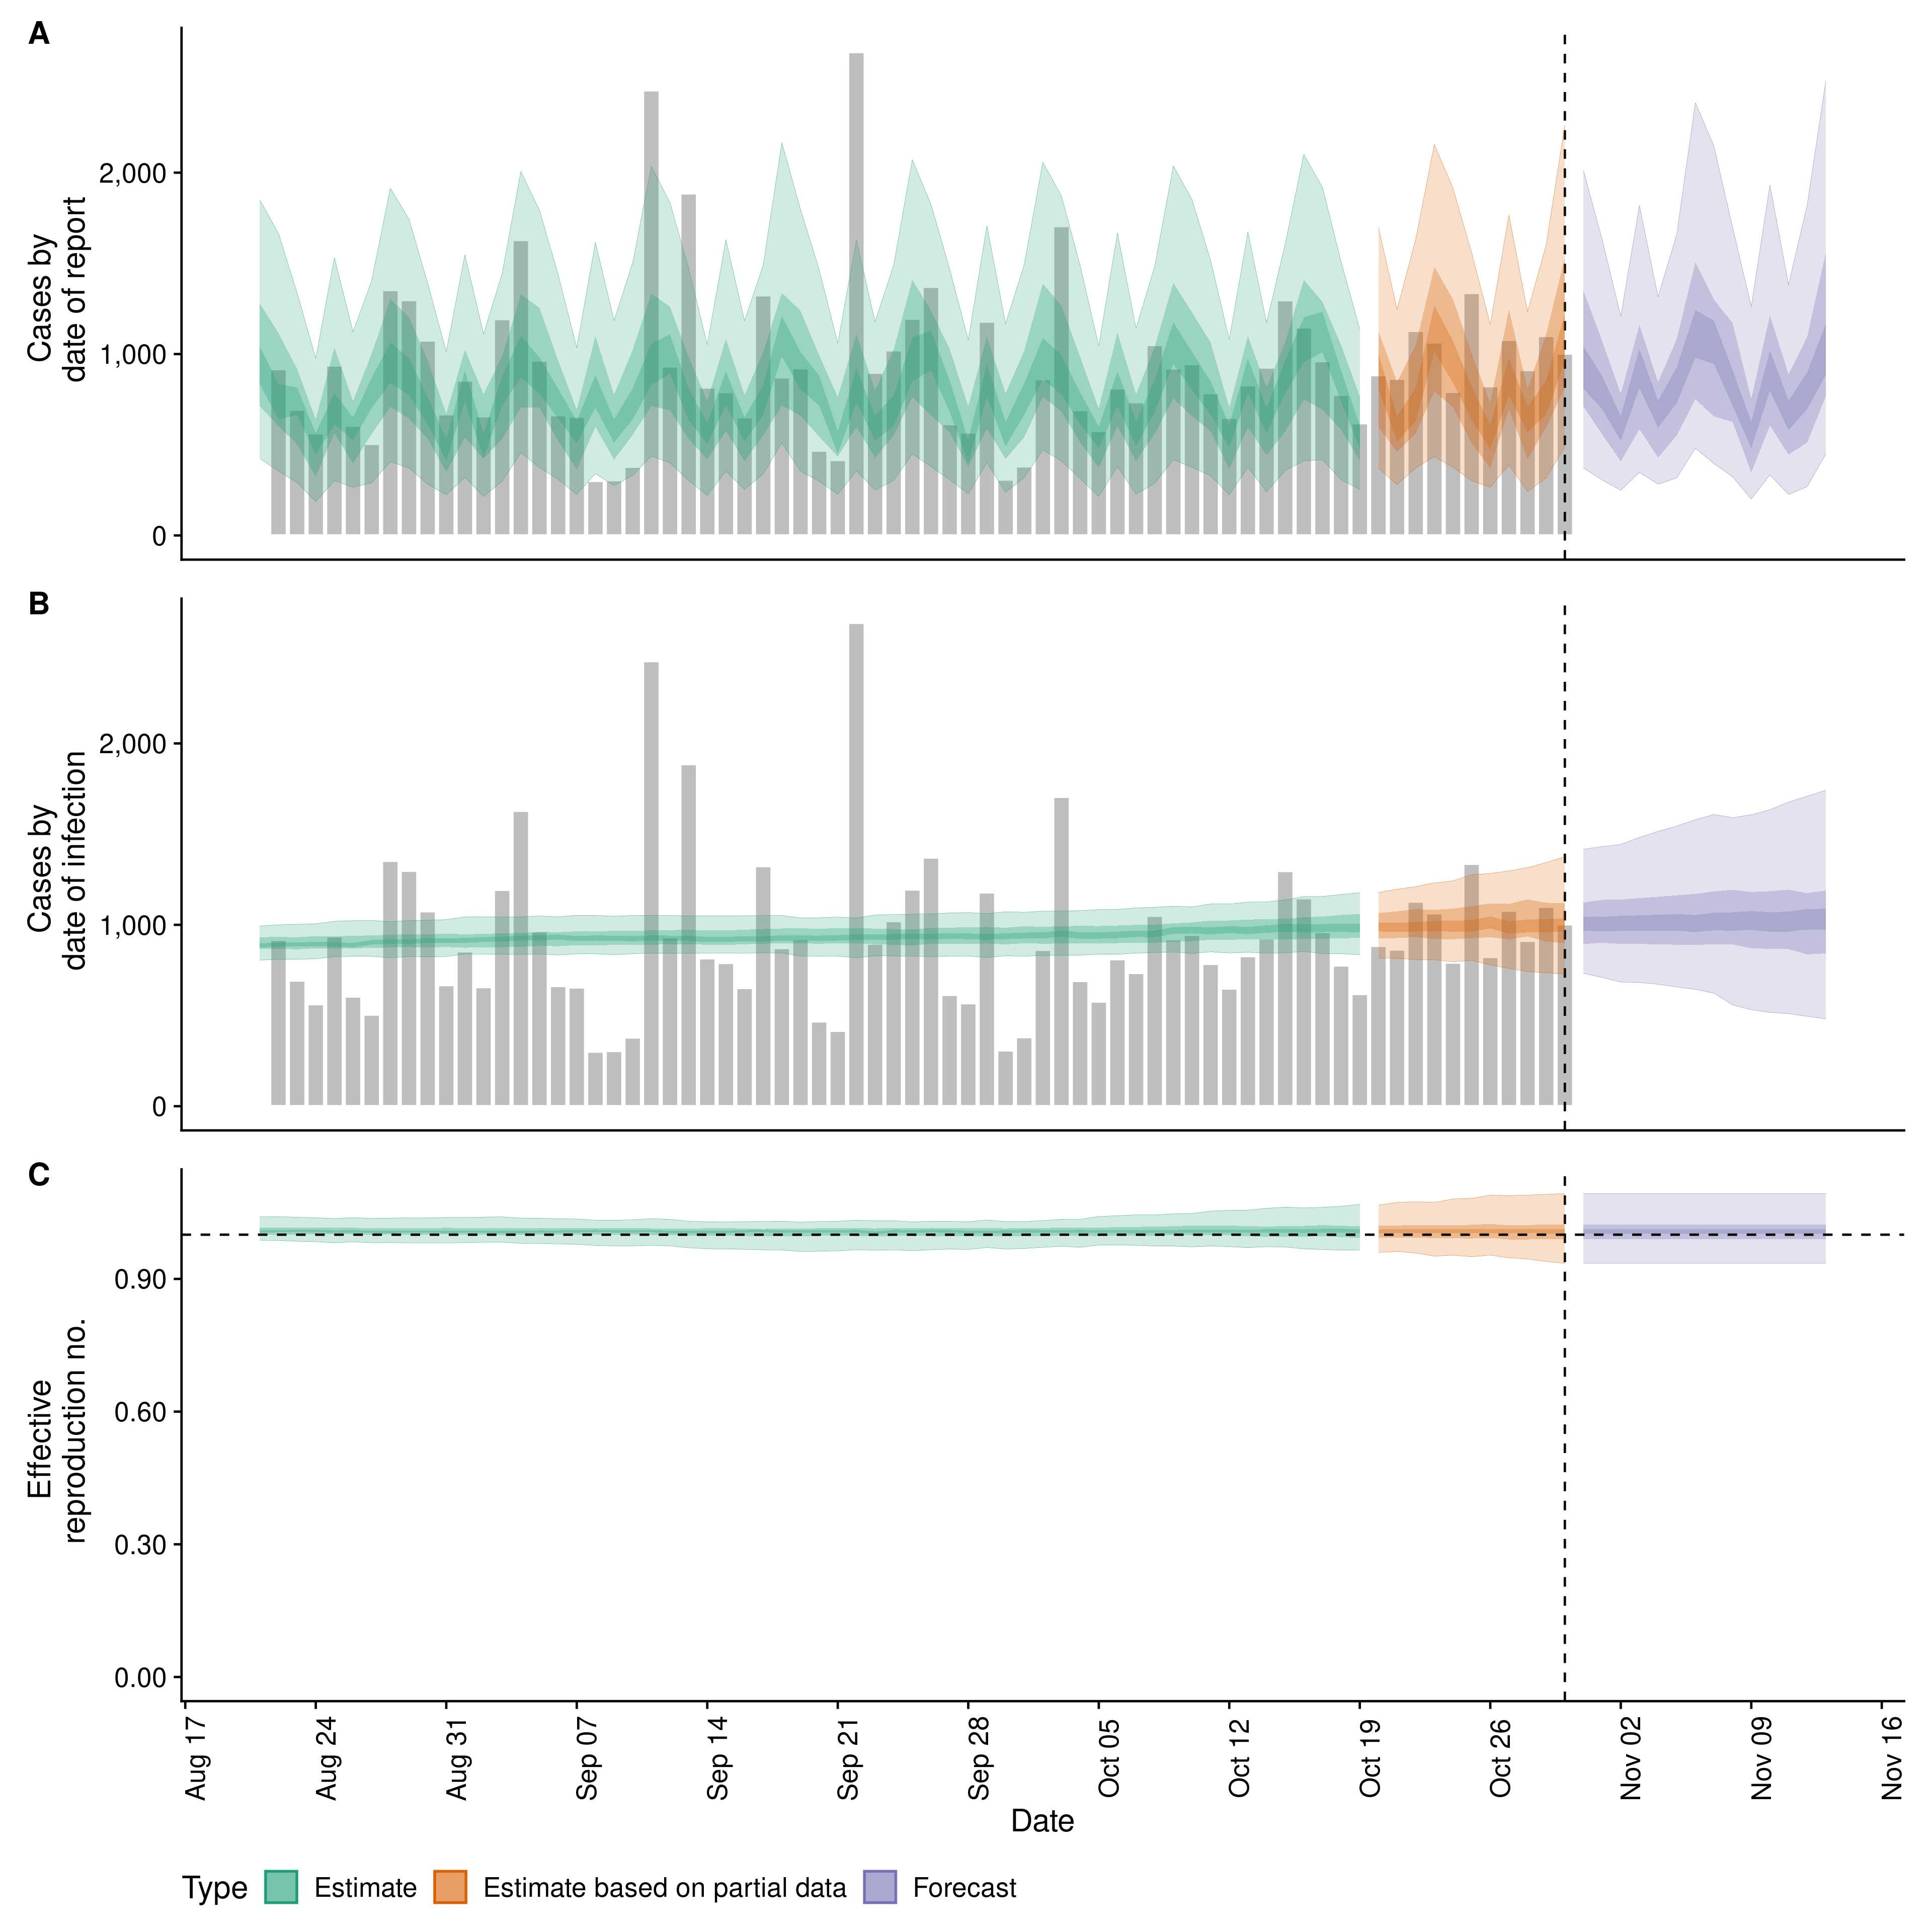 A
Cases by
date of report
2,000
1,000
0
B
Cases by
date of infection
2,000
1,000
0
C
Effective
reproduction no.
0.90
0.60
0.30
0.00
Aug 17
Aug 24
Aug 31
Sep 07
Sep 14
Sep 21
Sep 28
Oct 05
Oct 12
Oct 19
Oct 26
Nov 02
Nov 09
Nov 16
Date
Type Estimate Estimate based on partial data Forecast